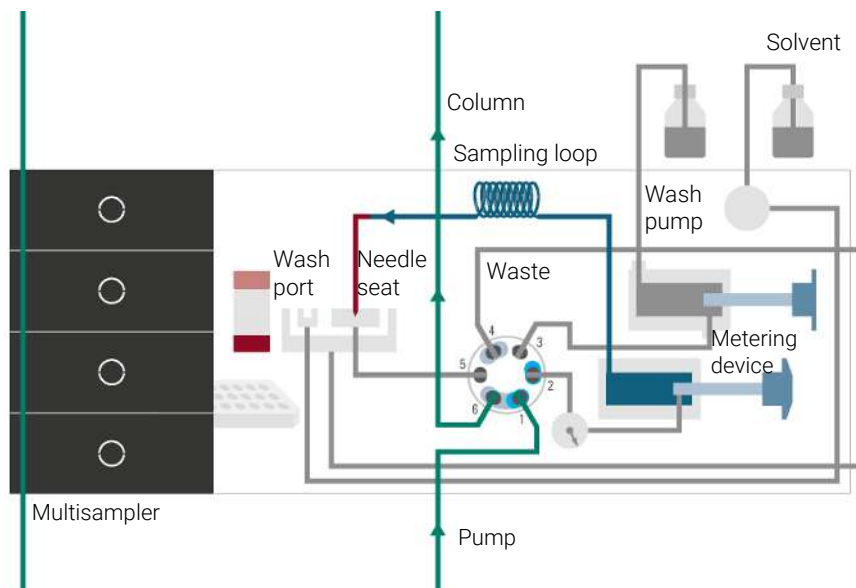 Solvent
Column
Sampling loop
Wash
pump
Wash
port
Needle
seat
Waste
Metering
device
4
3
5
2
6
1
Multisampler
Pump